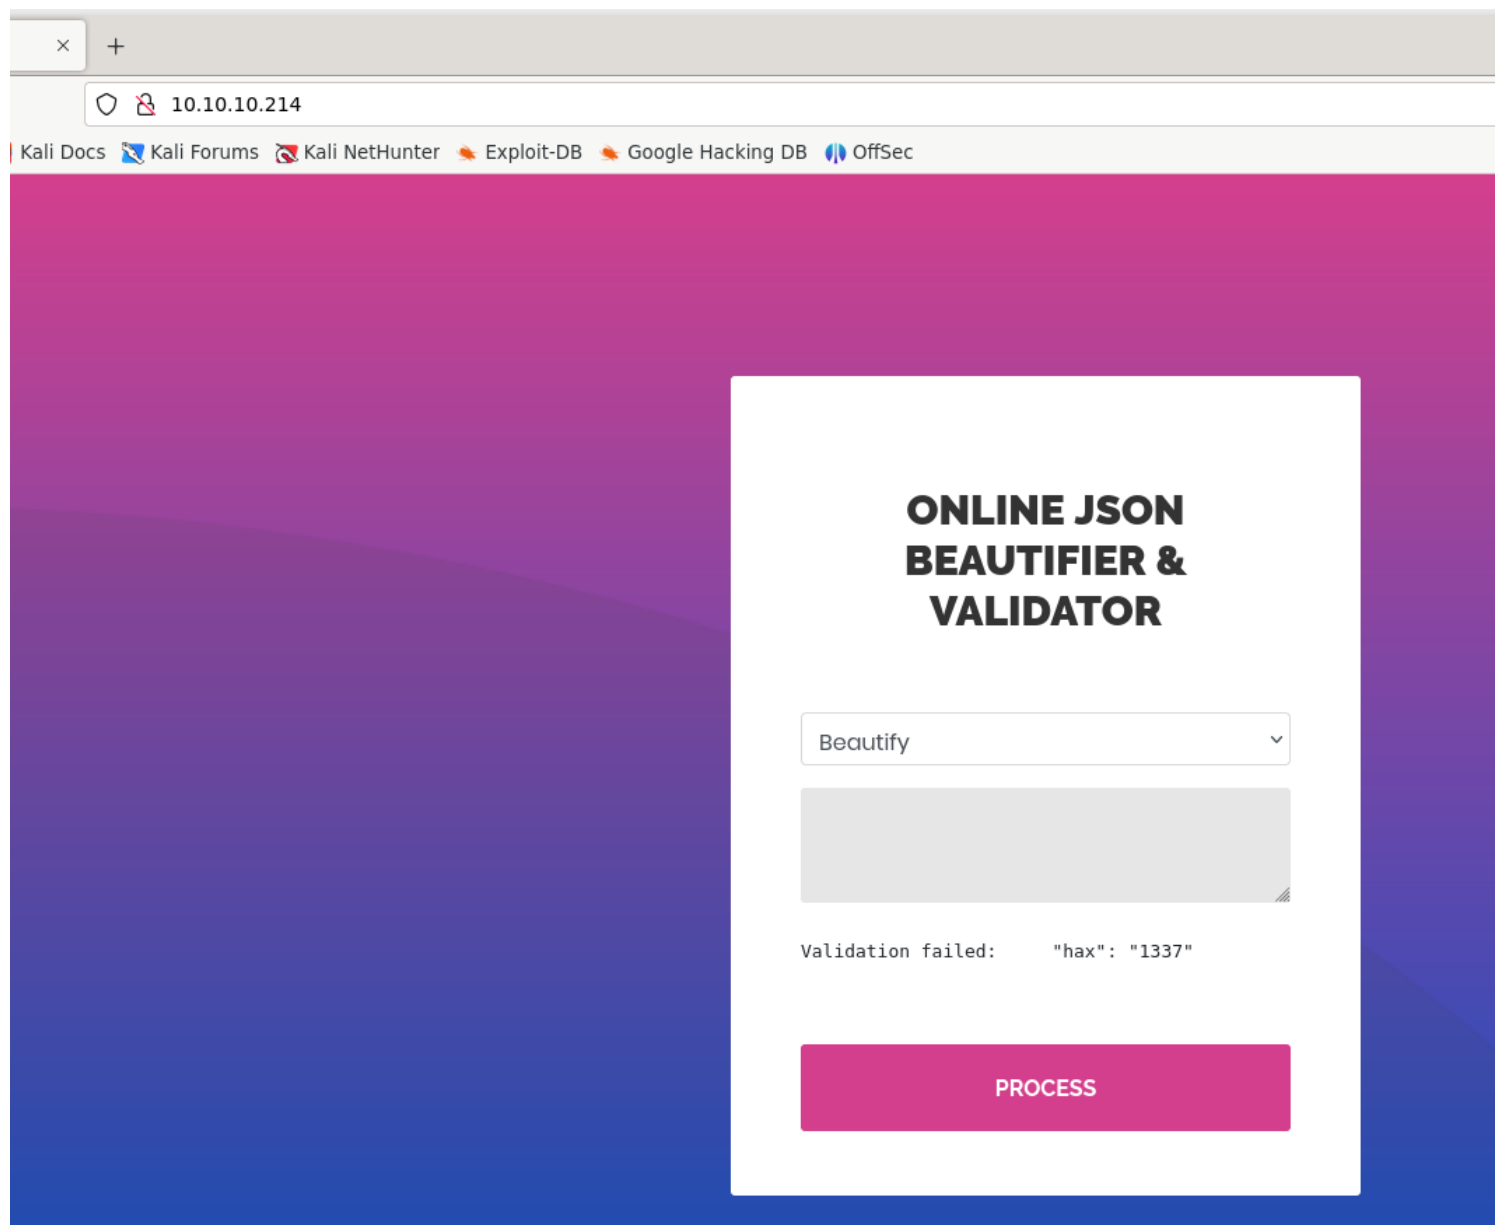 10.10.10.214
Kali Docs Kali Forums Kali NetHunter Exploit-DB Google Hacking DB OffSec
ONLINE JSON
BEAUTIFIER &
VALIDATOR
Beautify
Validation failed: "hax": "1337"
PROCESS